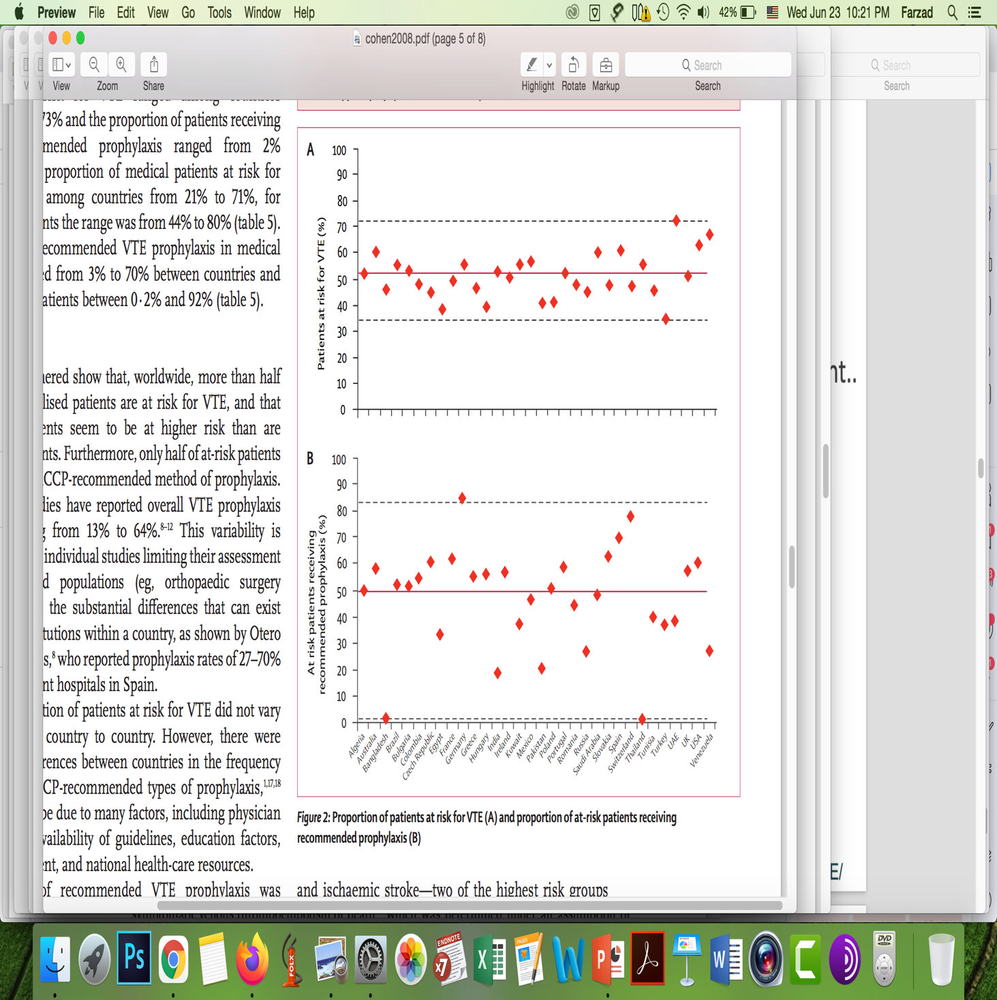 Preview File Edit View Go Tools Window Help
42% Wed Jun 23 10:21 PM Farzad
cohen2008.pdf (page 5 of 8)
Search
View Zoom Share
Highlight Rotate Markup Search
Search
73% and the proportion of patients receiving
mended prophylaxis ranged from 2%
proportion of medical patients at risk for
among countries from 21% to 71%, for
nts the range was from 44% to 80% (table 5).
ecommended VTE prophylaxis in medical
d from 3% to 70% between countries and
atients between 0·2% and 92% (table 5).
ered show that, worldwide, more than half
lised patients are at risk for VTE, and that
ents seem to be at higher risk than are
nts. Furthermore, only half of at-risk patients
CCP-recommended method of prophylaxis.
dies have reported overall VTE prophylaxis
g from 13% to 64%.8–12 This variability is
individual studies limiting their assessment
d populations (eg, orthopaedic surgery
the substantial differences that can exist
tutions within a country, as shown by Otero
s,8 who reported prophylaxis rates of 27–70%
nt hospitals in Spain.
tion of patients at risk for VTE did not vary
country to country. However, there were
rences between countries in the frequency
CP-recommended types of prophylaxis,1,17,18
be due to many factors, including physician
vailability of guidelines, education factors,
ent, and national health-care resources.
of recommended VTE prophylaxis was
A
Patients at risk for VTE (%)
100
90
80
70
60
50
40
30
20
10
0
B
At risk patients receiving
recommended prophylaxis (%)
100
90
80
70
60
50
40
30
20
10
0
Algeria
Australia
Bangladesh
Brazil
Bulgaria
Colombia
Czech Republic
Egypt
France
Germany
Greece
Hungary
India
Ireland
Kuwait
Mexico
Pakistan
Poland
Portugal
Romania
Russia
Saudi Arabia
Slovakia
Spain
Switzerland
Thailand
Tunisia
Turkey
UAE
UK
USA
Venezuela
Figure 2: Proportion of patients at risk for VTE (A) and proportion of at-risk patients receiving
recommended prophylaxis (B)
and ischaemic stroke—two of the highest risk groups
nt..
E/
Ps
FOLX
ENDNOTE
X7
X
PAGES
W
P
W
C
DVD